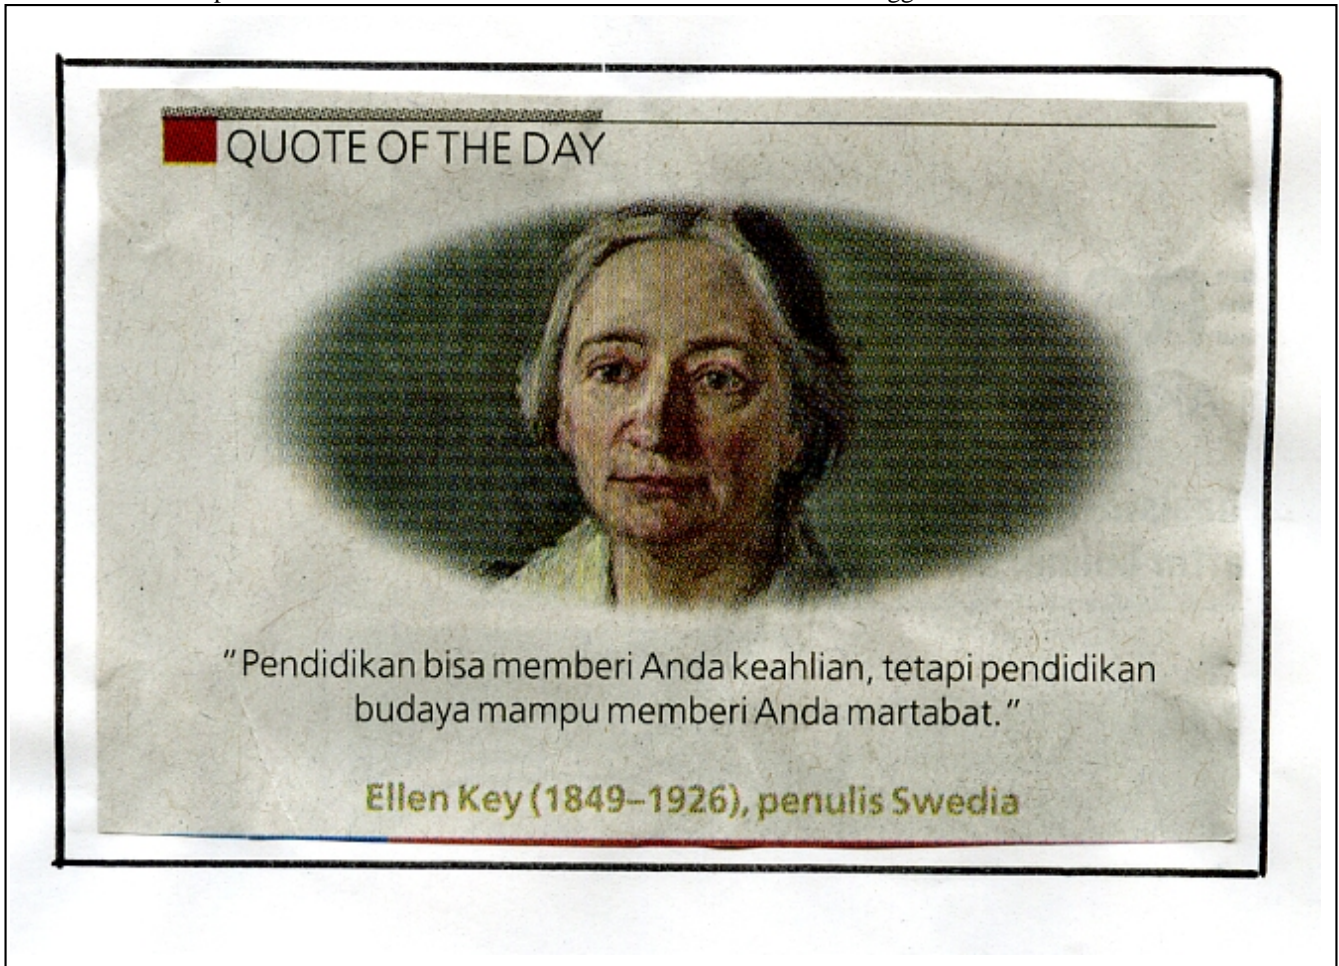 QUOTE OF THE DAY
"Pendidikan bisa memberi Anda keahlian, tetapi pendidikan
budaya mampu memberi Anda martabat."
Ellen Key (1849–1926), penulis Swedia